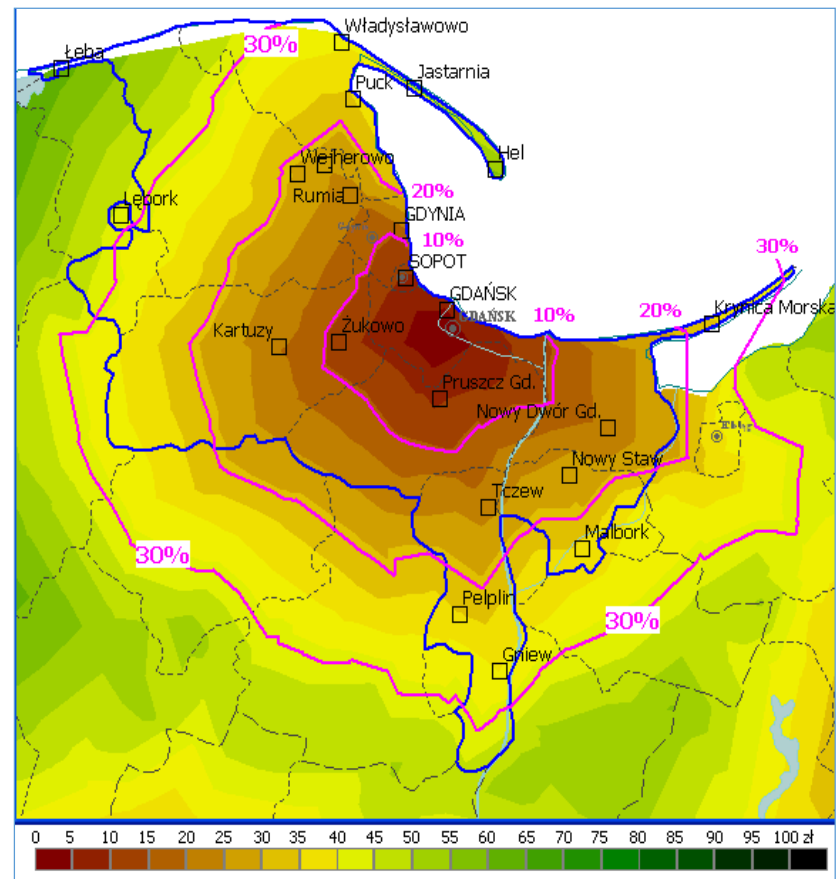 Władysławowo
30%
Łeba
Jastarnia
Puck
Hel
Wejherowo
Rumia
20%
Lębork
GDYNIA
10%
30%
SOPOT
GDAŃSK
GDAŃSK
10%
20%
Krynica Morska
Kartuzy
Żukowo
Pruszcz Gd.
Nowy Dwór Gd.
Nowy Staw
Tczew
Malbork
30%
Pelplin
30%
Gniew
0 5 10 15 20 25 30 35 40 45 50 55 60 65 70 75 80 85 90 95 100 zł